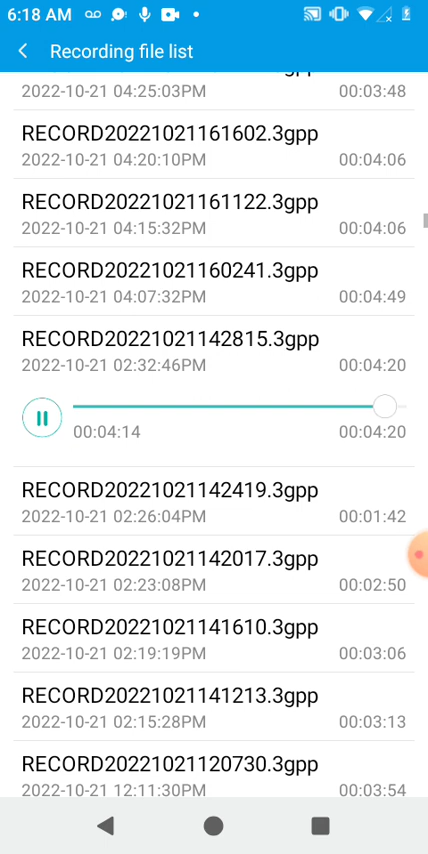 6:18 AM
Recording file list
2022-10-21 04:25:03PM 00:03:48
RECORD20221021161602.3gpp
2022-10-21 04:20:10PM 00:04:06
RECORD20221021161122.3gpp
2022-10-21 04:15:32PM 00:04:06
RECORD20221021160241.3gpp
2022-10-21 04:07:32PM 00:04:49
RECORD20221021142815.3gpp
2022-10-21 02:32:46PM 00:04:20
00:04:14 00:04:20
RECORD20221021142419.3gpp
2022-10-21 02:26:04PM 00:01:42
RECORD20221021142017.3gpp
2022-10-21 02:23:08PM 00:02:50
RECORD20221021141610.3gpp
2022-10-21 02:19:19PM 00:03:06
RECORD20221021141213.3gpp
2022-10-21 02:15:28PM 00:03:13
RECORD20221021120730.3gpp
2022-10-21 12:11:30PM 00:03:54